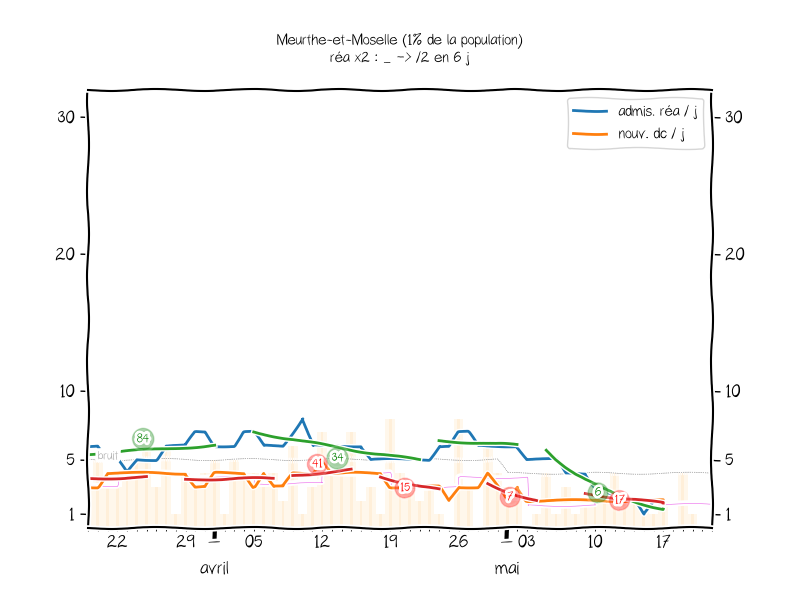 Meurthe-et-Moselle (1% de la population)
réa x2 : _ -> /2 en 6 j
admis. réa / j
nouv. dc / j
30 30
20 20
10 10
5 5
1 1
bruit
84
41
34
15
7
6
17
22 29 05 12 19 26 03 10 17
avril mai